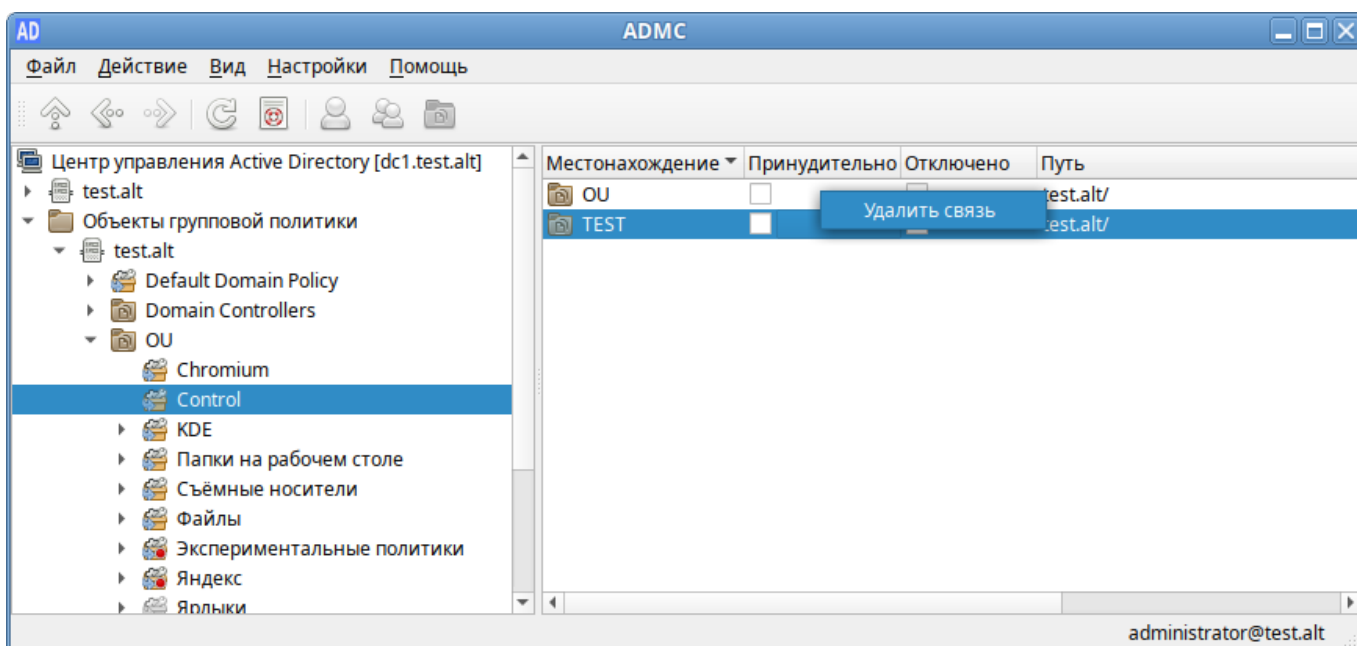 AD ADMC
Файл Действие Вид Настройки Помощь
Центр управления Active Directory [dc1.test.alt]
test.alt
Объекты групповой политики
test.alt
Default Domain Policy
Domain Controllers
OU
Chromium
Control
KDE
Папки на рабочем столе
Съёмные носители
Файлы
Экспериментальные политики
Яндекс
Ярлыки
Местонахождение Принудительно Отключено Путь
OU test.alt/
Удалить связь
TEST test.alt/
administrator@test.alt